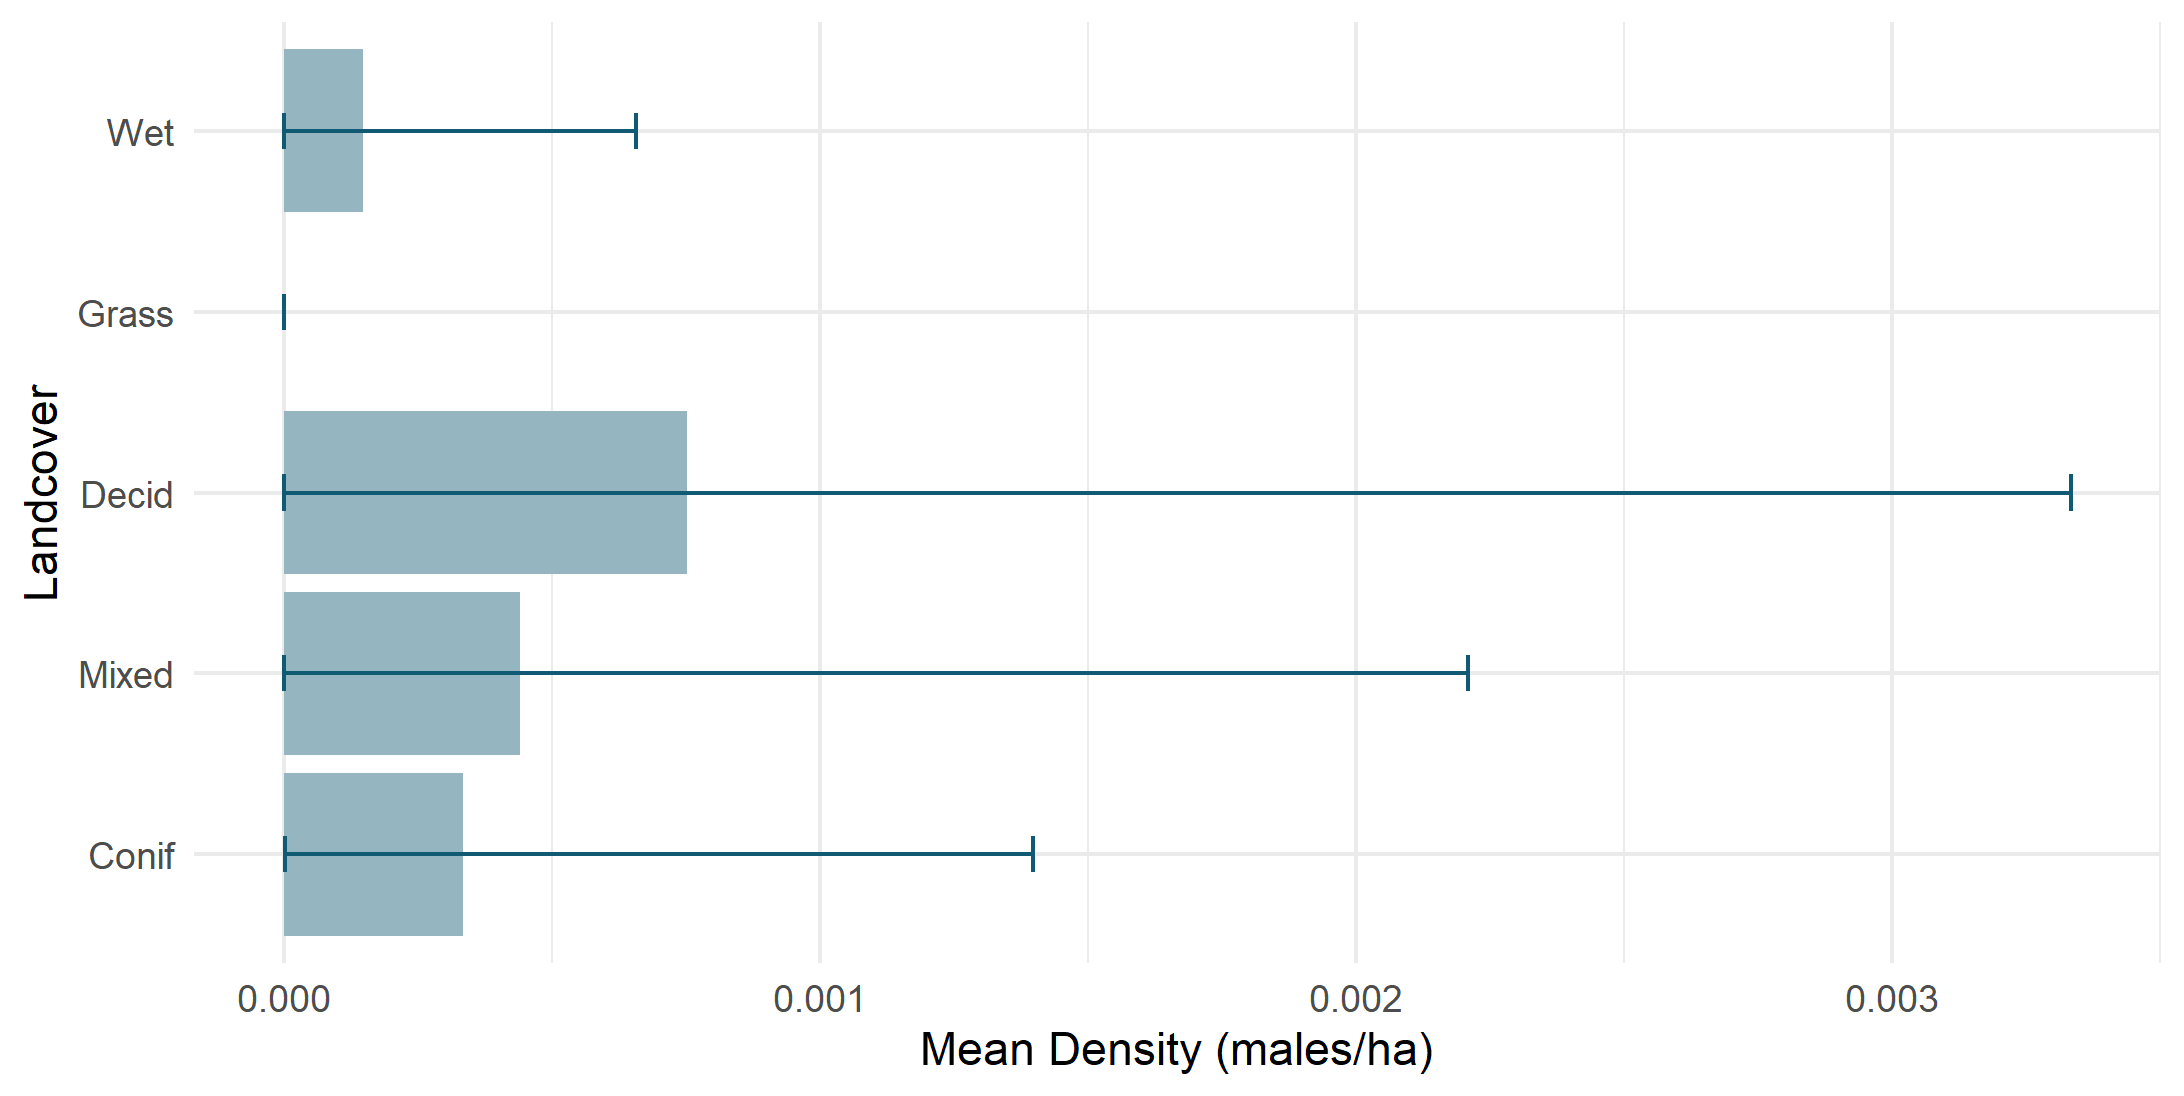 Landcover
Wet
Grass
Decid
Mixed
Conif
0.000 0.001 0.002 0.003
Mean Density (males/ha)